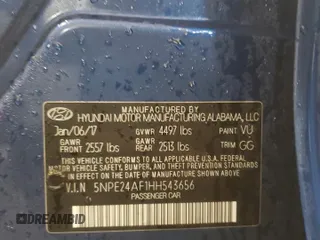 BY
HYUNDAI MOTOR MANUFACTURING ALABAMA, LLC
Jan/06/17 GVWR 4497 lbs PAINT VU
GAWR FRONT 2557 lbs GAWR REAR 2513 lbs TRIM GG
THIS VEHICLE CONFORMS TO ALL APPLICABLE FEDERAL MOTOR VEHICLE
SAFETY, BUMPER, AND THEFT PREVENTION STANDARDS IN EFFECT
ON THE DATE OF MANUFACTURE SHOWN ABOVE.
V.I.N 5NPE24AF1HH543656
PASSENGER CAR
DREAMBID